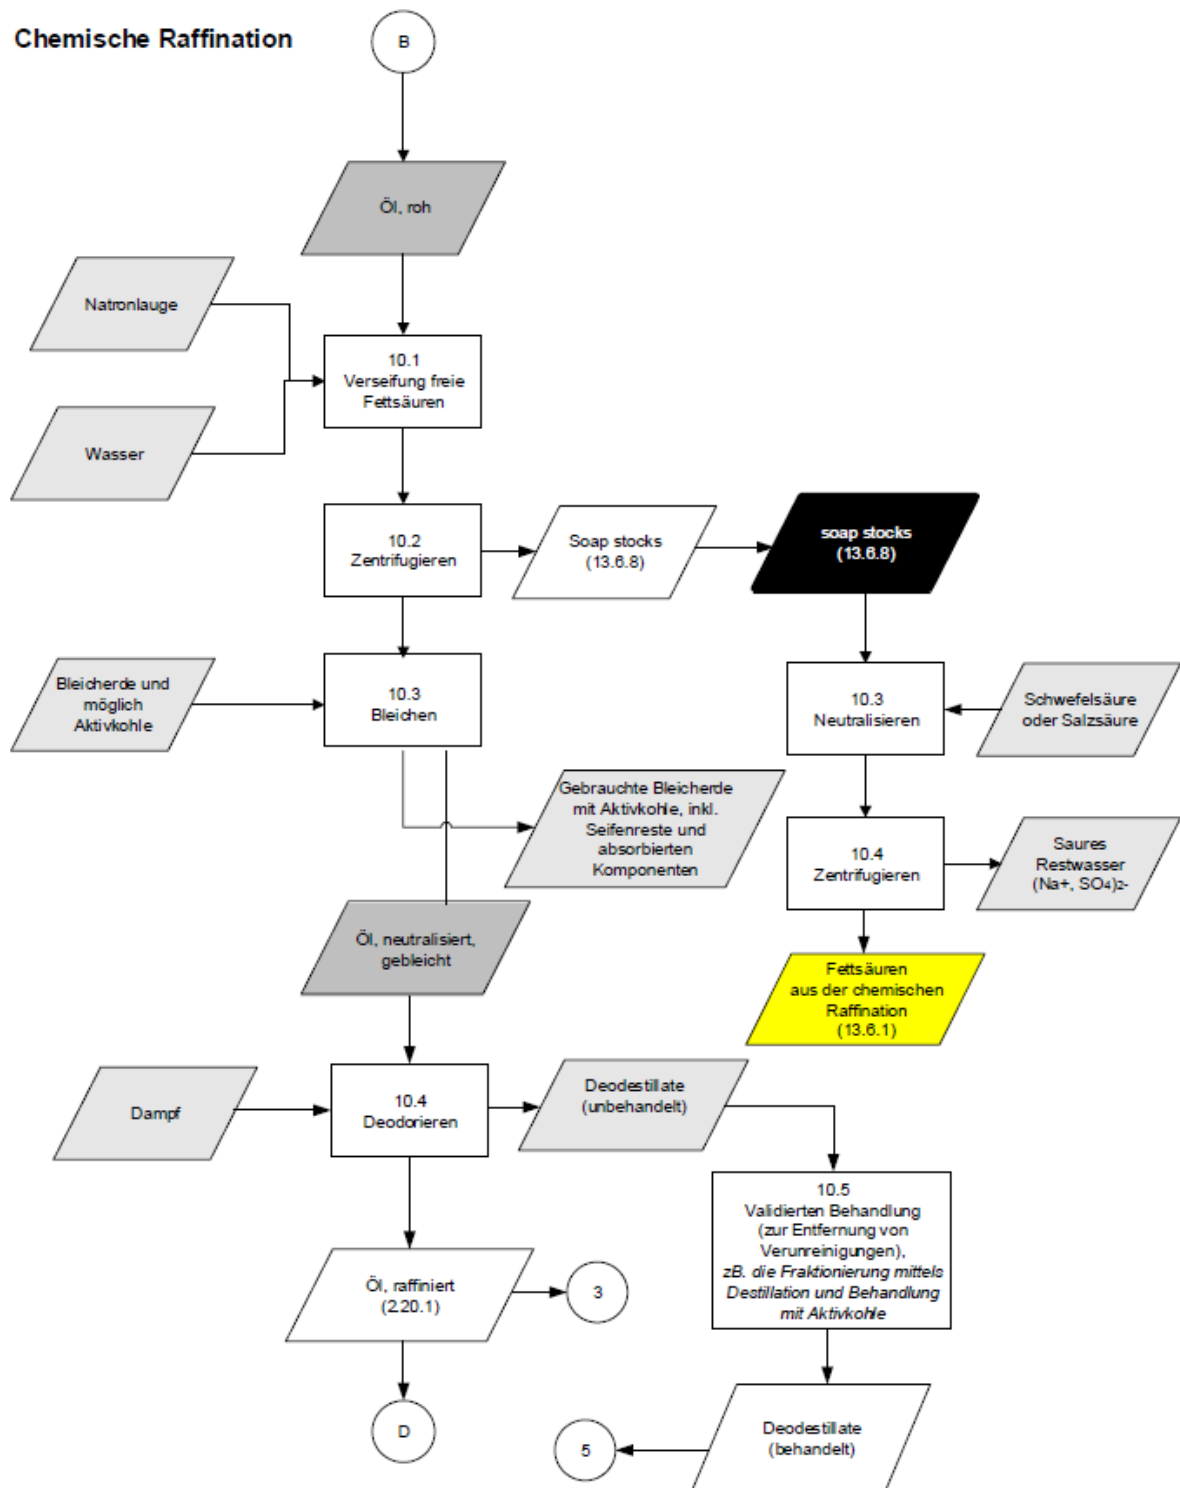 Chemische Raffination
B
Öl, roh
Natronlauge
10.1
Verseifung freie
Fettsäuren
Wasser
10.2
Zentrifugieren
Soap stocks
(13.6.8)
soap stocks
(13.6.8)
Bleicherde und
möglich
Aktivkohle
10.3
Bleichen
10.3
Neutralisieren
Schwefelsäure
oder Salzsäure
Gebrauchte Bleicherde
mit Aktivkohle, inkl.
Seifenreste und
absorbierten
Komponenten
10.4
Zentrifugieren
Saures
Restwasser
(Na+, SO4)2-
Öl, neutralisiert,
gebleicht
Fettsäuren
aus der chemischen
Raffination
(13.6.1)
Dampf
10.4
Deodorieren
Deodestillate
(unbehandelt)
10.5
Validierten Behandlung
(zur Entfernung von
Verunreinigungen),
zB. die Fraktionierung mittels
Destillation und Behandlung
mit Aktivkohle
Öl, raffiniert
(2.20.1)
3
D
5
Deodestillate
(behandelt)